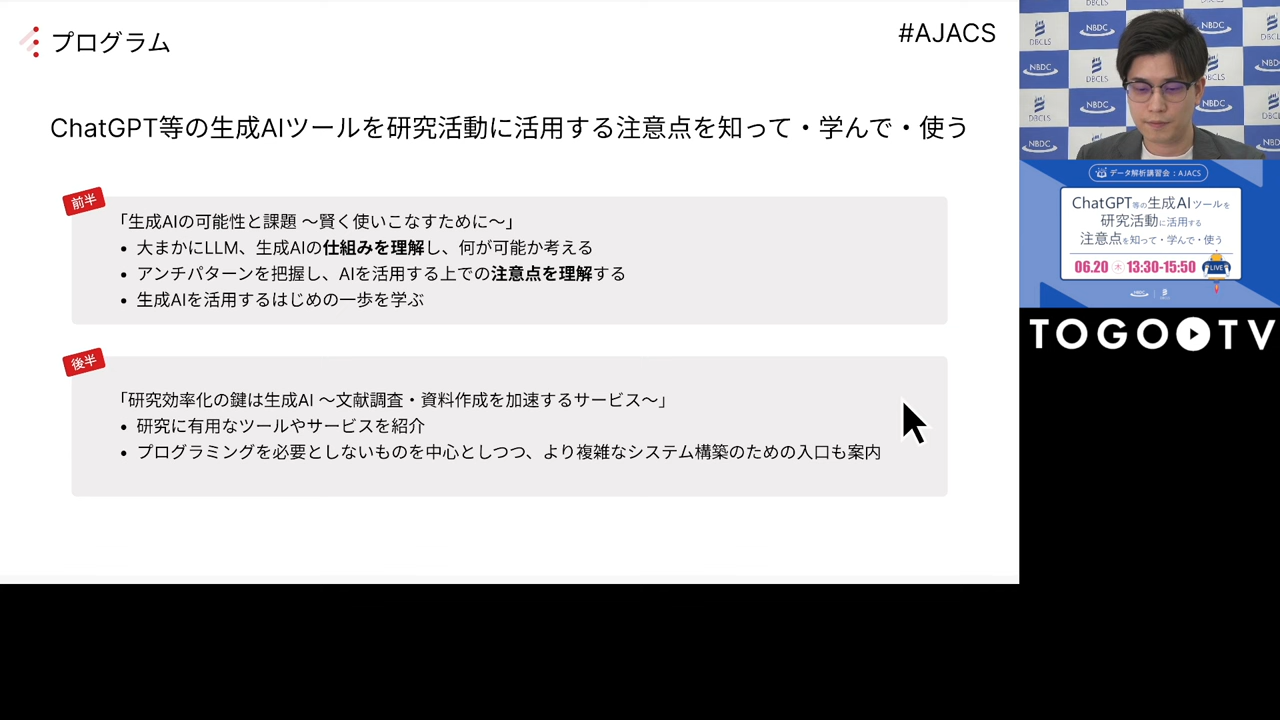 プログラム
#AJACS
ChatGPT等の生成AIツールを研究活動に活用する注意点を知って・学んで・使う
前半
「生成AIの可能性と課題 〜賢く使いこなすために〜」
• 大まかにLLM、生成AIの仕組みを理解し、何が可能か考える
• アンチパターンを把握し、AIを活用する上での注意点を理解する
• 生成AIを活用するはじめの一歩を学ぶ
後半
「研究効率化の鍵は生成AI 〜文献調査・資料作成を加速するサービス〜」
• 研究に有用なツールやサービスを紹介
• プログラミングを必要としないものを中心としつつ、より複雑なシステム構築のための入口も案内
NBDC
DBCLS
データ解析講習会：AJACS
ChatGPT等の生成AIツールを
研究活動に活用する
注意点を知って・学んで・使う
06.20 木 13:30-15:50
LIVE
TOGO TV